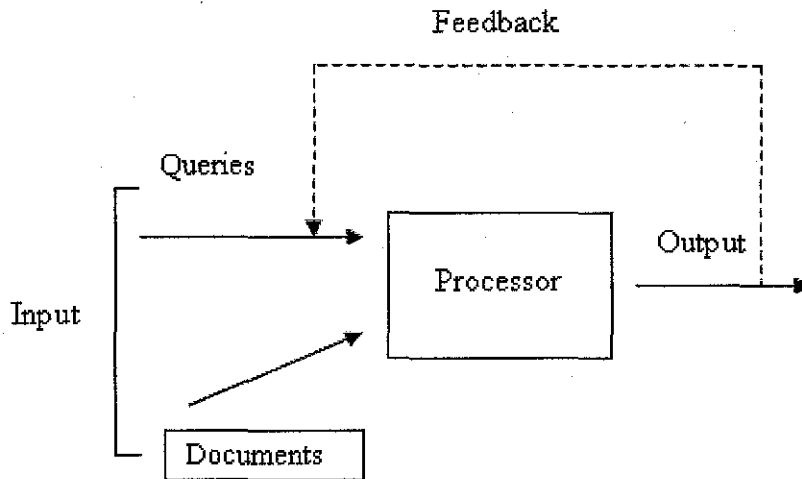 Feedback
Queries
Output
Processor
Input
Documents